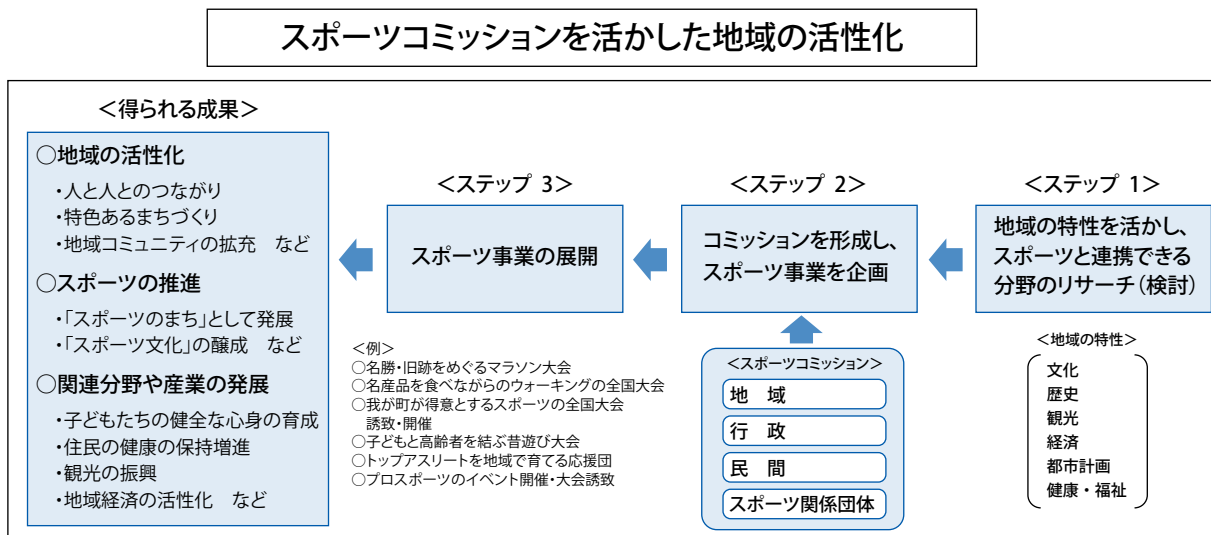 スポーツコミッションを活かした地域の活性化
＜得られる成果＞
○地域の活性化
・人と人とのつながり
・特色あるまちづくり
・地域コミュニティの拡充　など
○スポーツの推進
・「スポーツのまち」として発展
・「スポーツ文化」の醸成　など
○関連分野や産業の発展
・子どもたちの健全な心身の育成
・住民の健康の保持増進
・観光の振興
・地域経済の活性化　など
＜ステップ 3＞
スポーツ事業の展開
＜例＞
○名勝・旧跡をめぐるマラソン大会
○名産品を食べながらのウォーキングの全国大会
○我が町が得意とするスポーツの全国大会
誘致・開催
○子どもと高齢者を結ぶ昔遊び大会
○トップアスリートを地域で育てる応援団
○プロスポーツのイベント開催・大会誘致
＜ステップ 2＞
コミッションを形成し、
スポーツ事業を企画
＜スポーツコミッション＞
地　域
行　政
民　間
スポーツ関係団体
＜ステップ 1＞
地域の特性を活かし、
スポーツと連携できる
分野のリサーチ（検討）
＜地域の特性＞
文化
歴史
観光
経済
都市計画
健康・福祉